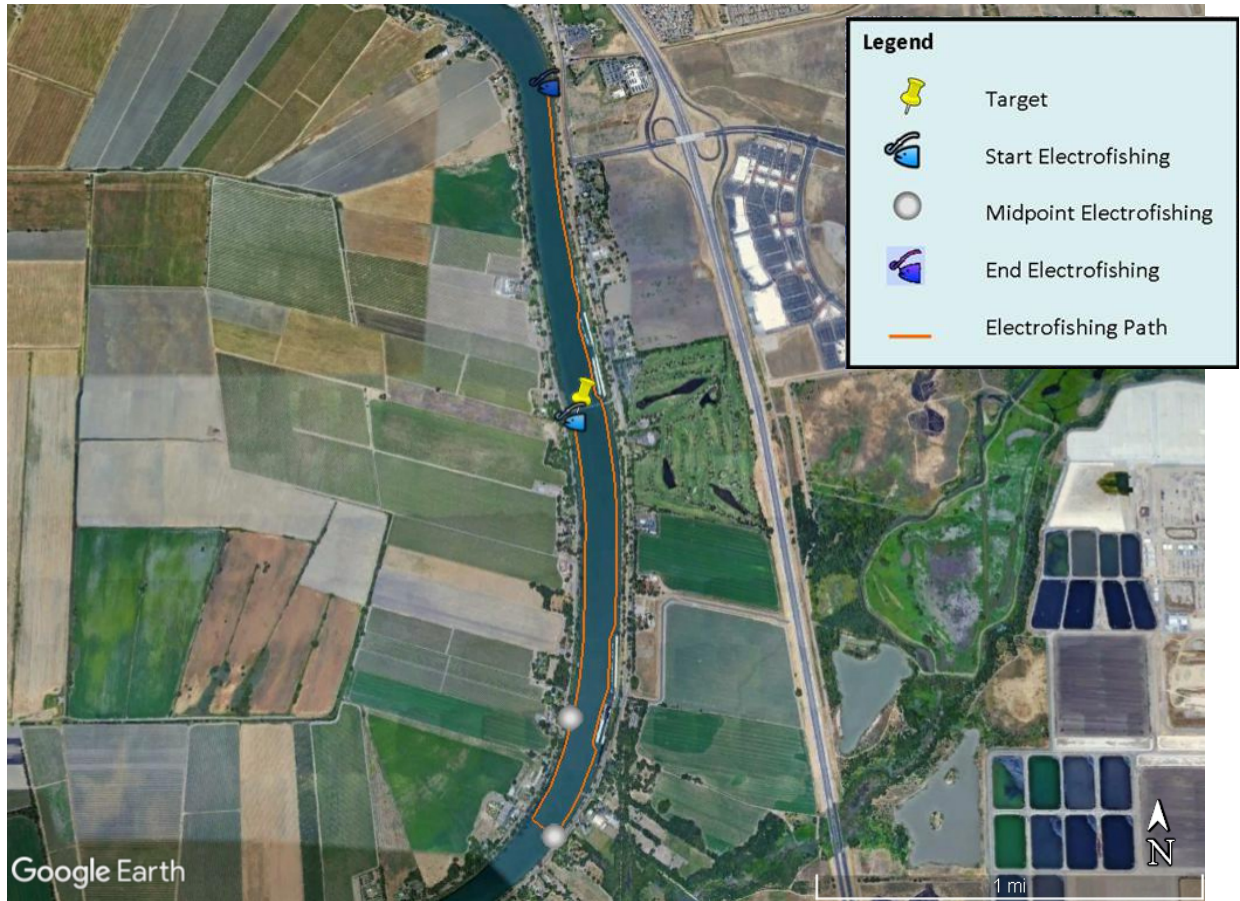 Legend
Target
Start Electrofishing
Midpoint Electrofishing
End Electrofishing
Electrofishing Path
Google Earth
N
1 mi